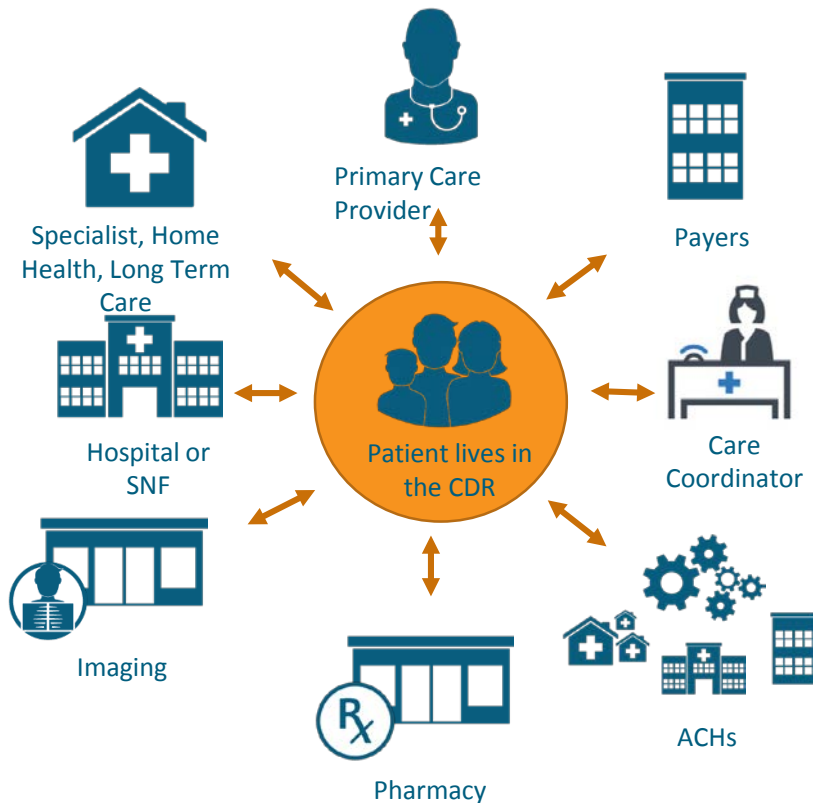 Primary Care
Provider
Specialist, Home
Health, Long Term
Care
Payers
Patient lives in
the CDR
Hospital or
SNF
Care
Coordinator
Imaging
Rx
Pharmacy
ACHs